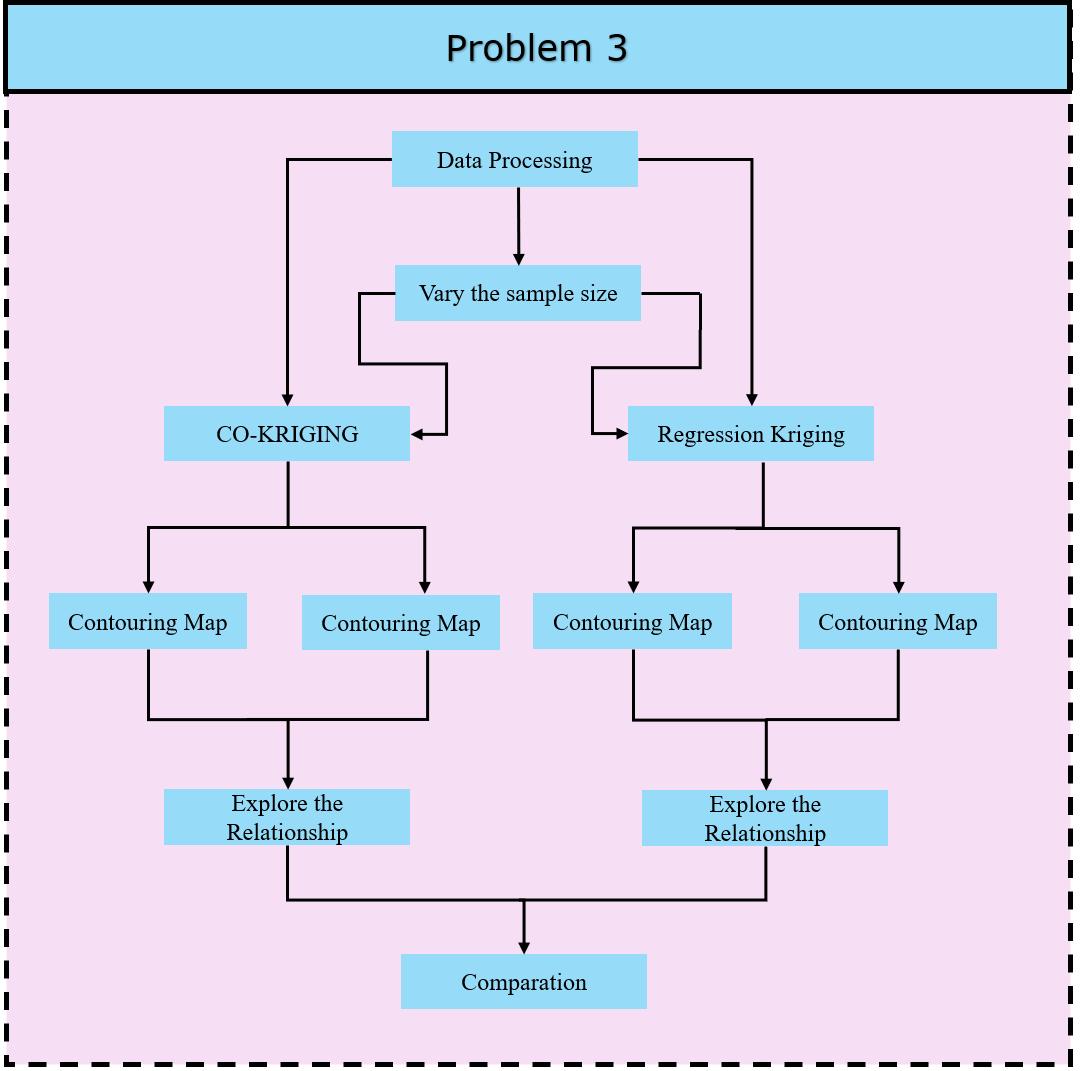 Problem 3
Data Processing
Vary the sample size
CO-KRIGING
Regression Kriging
Contouring Map
Contouring Map
Contouring Map
Contouring Map
Explore the
Relationship
Explore the
Relationship
Comparation